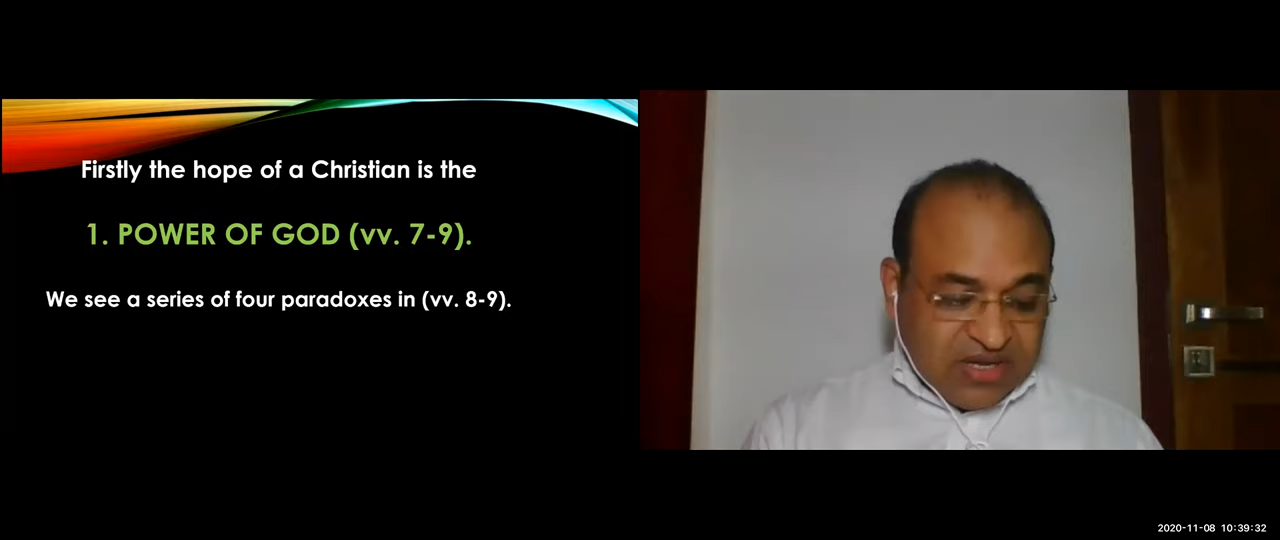 Firstly the hope of a Christian is the
1. POWER OF GOD (vv. 7-9).
We see a series of four paradoxes in (vv. 8-9).
2020-11-08 10:39:32